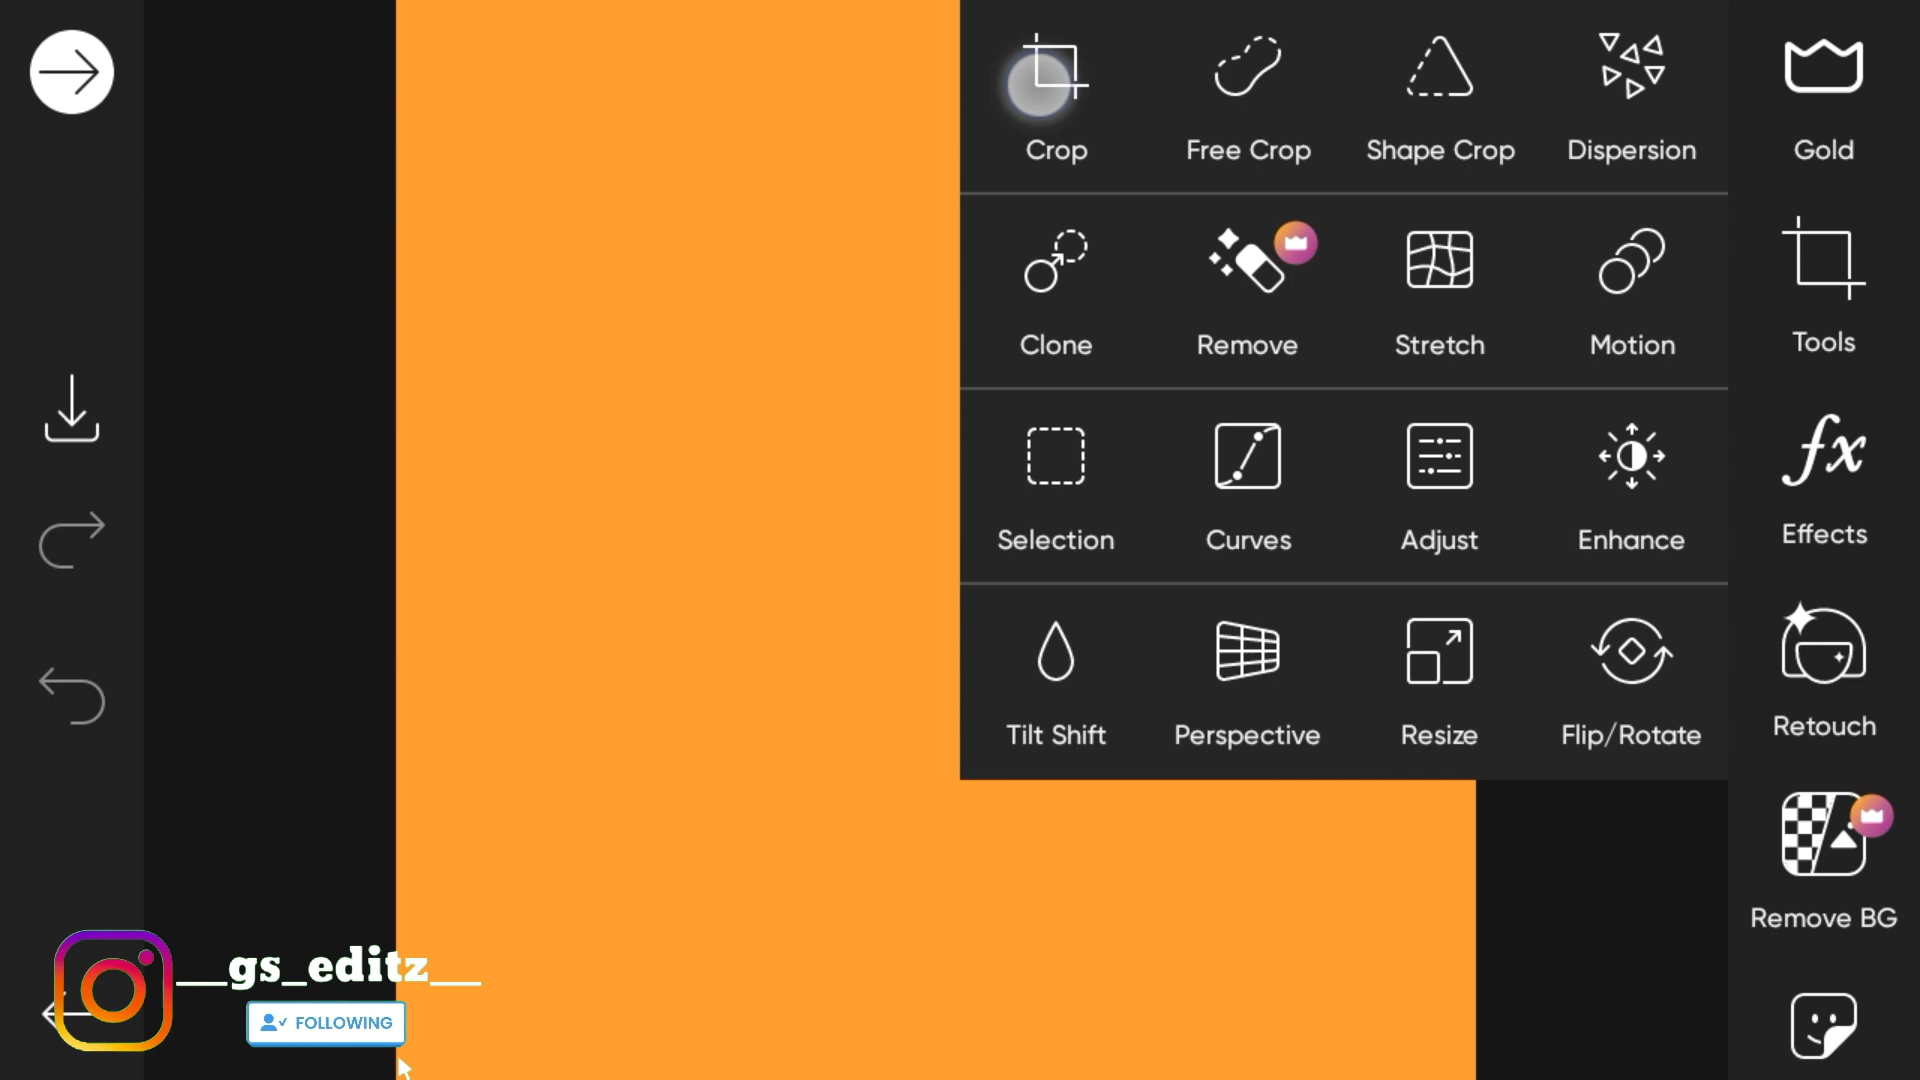 Crop
Free Crop
Shape Crop
Dispersion
Gold
Clone
Remove
Stretch
Motion
Tools
Selection
Curves
Adjust
Enhance
fx
Effects
Tilt Shift
Perspective
Resize
Flip/Rotate
Retouch
Remove BG
__gs_editz__
FOLLOWING